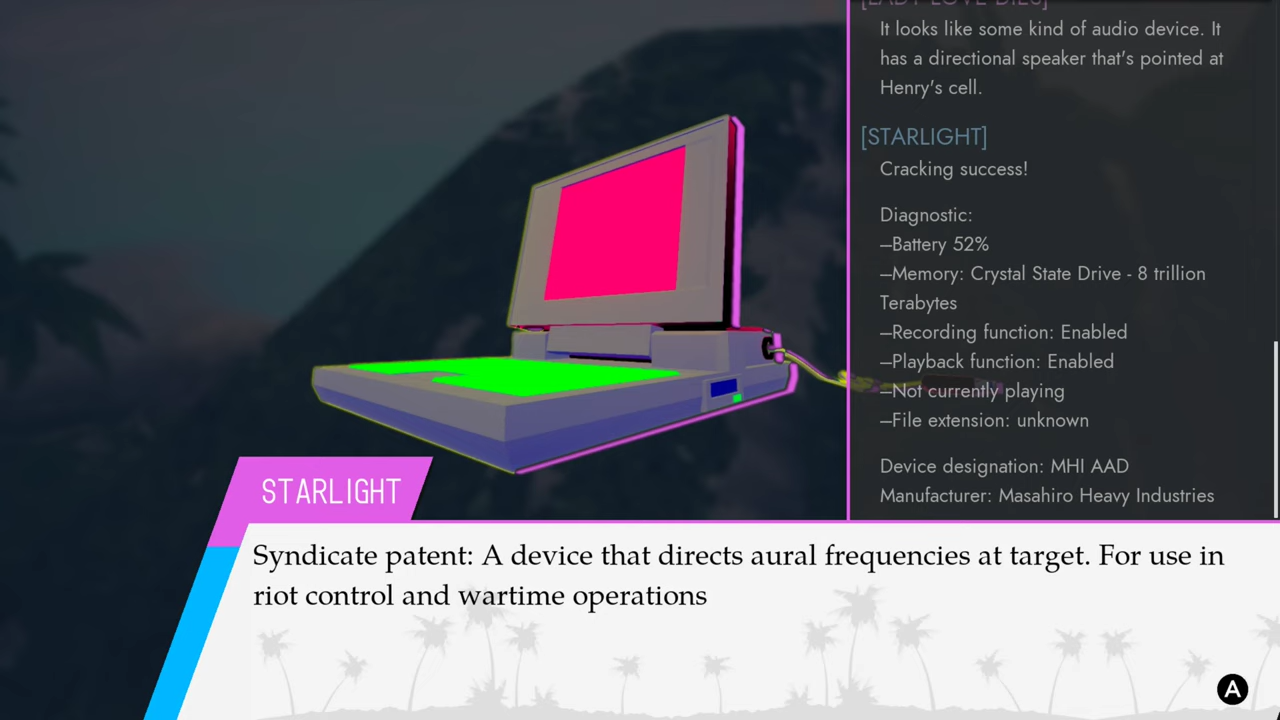 [LADY LOVE DIES]
It looks like some kind of audio device. It
has a directional speaker that's pointed at
Henry's cell.
[STARLIGHT]
Cracking success!
Diagnostic:
—Battery 52%
—Memory: Crystal State Drive - 8 trillion
Terabytes
—Recording function: Enabled
—Playback function: Enabled
—Not currently playing
—File extension: unknown
Device designation: MHI AAD
Manufacturer: Masahiro Heavy Industries
STARLIGHT
Syndicate patent: A device that directs aural frequencies at target. For use in
riot control and wartime operations
A